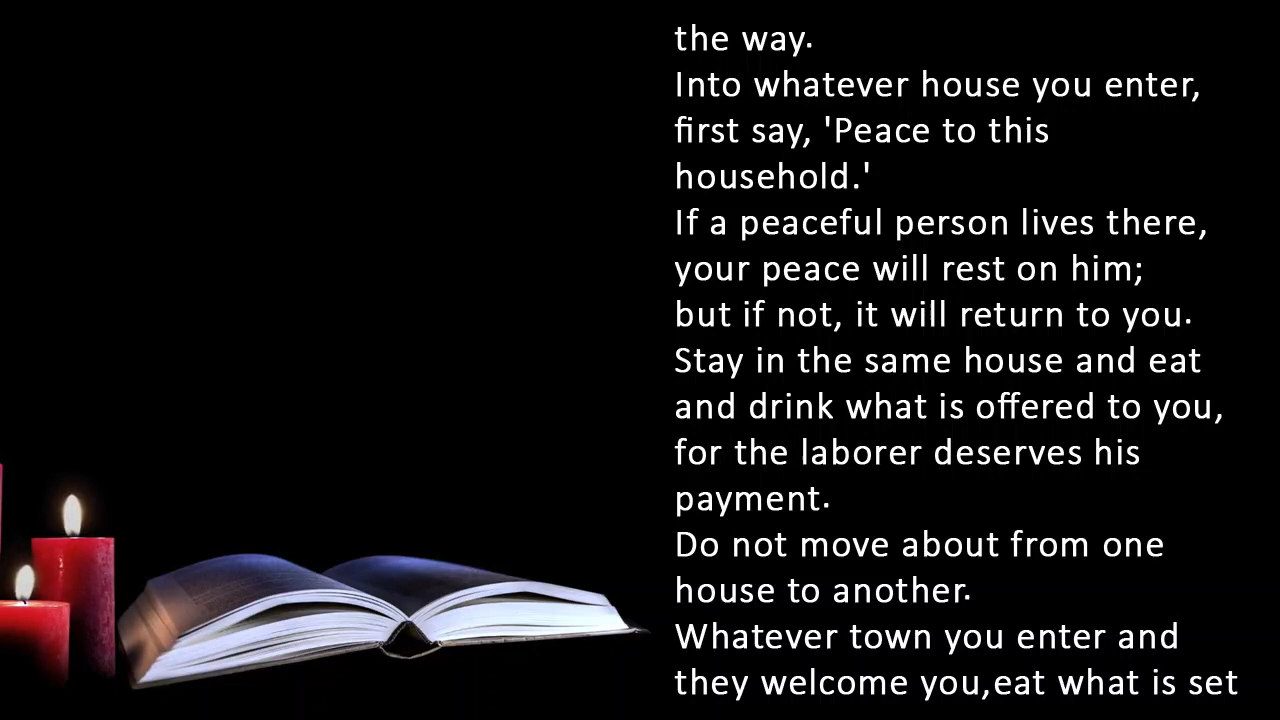 the way.
Into whatever house you enter,
first say, 'Peace to this
household.'
If a peaceful person lives there,
your peace will rest on him;
but if not, it will return to you.
Stay in the same house and eat
and drink what is offered to you,
for the laborer deserves his
payment.
Do not move about from one
house to another.
Whatever town you enter and
they welcome you,eat what is set